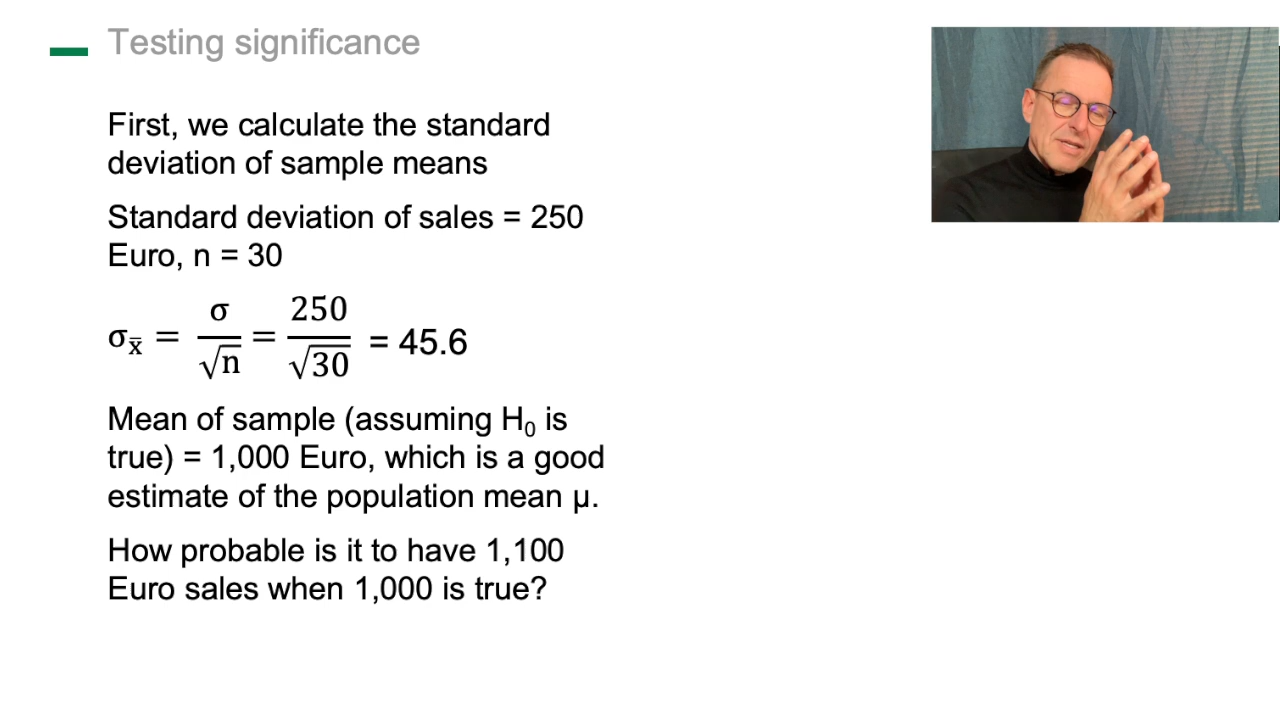 Testing significance
First, we calculate the standard
deviation of sample means
Standard deviation of sales = 250
Euro, n = 30
σx̄ = σ/√n = 250/√30 = 45.6
Mean of sample (assuming H₀ is
true) = 1,000 Euro, which is a good
estimate of the population mean µ.
How probable is it to have 1,100
Euro sales when 1,000 is true?